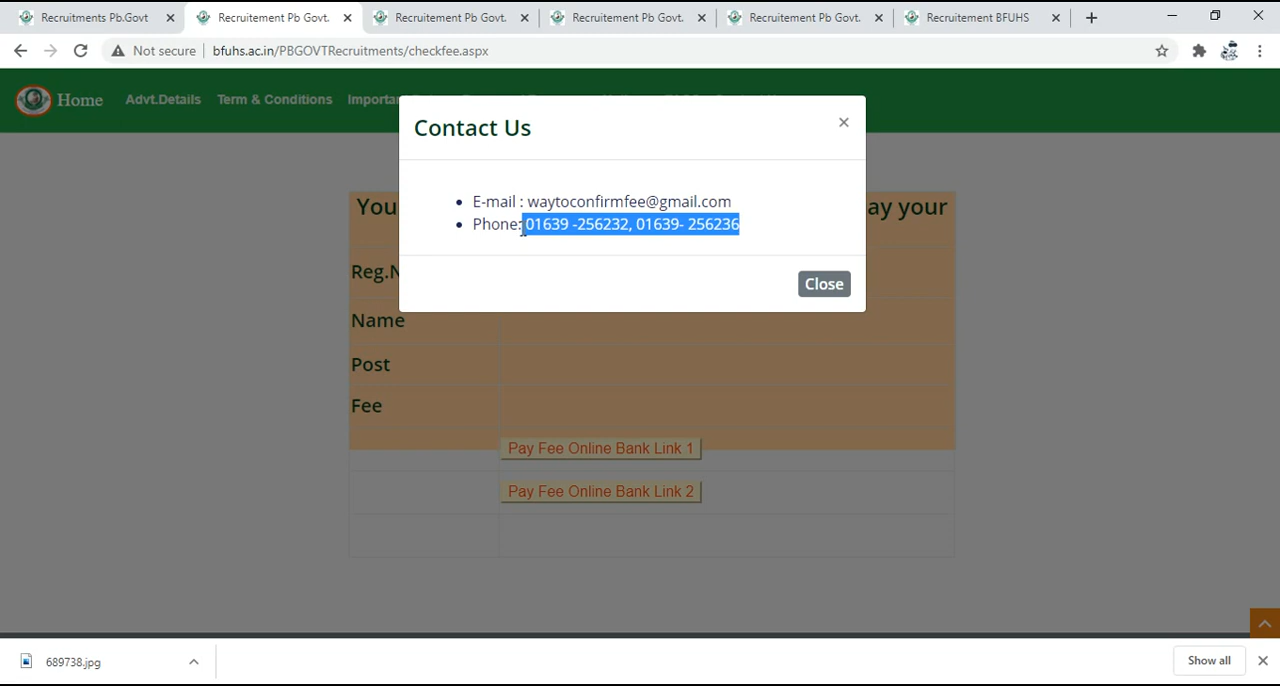 Recruitments Pb.Govt
Recruitement Pb Govt.
Recruitement Pb Govt.
Recruitement Pb Govt.
Recruitement Pb Govt.
Recruitement BFUHS
Not secure
bfuhs.ac.in/PBGOVTRecruitments/checkfee.aspx
Home Advt.Details Term & Conditions
Contact Us
E-mail : waytoconfirmfee@gmail.com
Phone: 01639 -256232, 01639- 256236
Close
You
ay your
Reg.N
Name
Post
Fee
Pay Fee Online Bank Link 1
Pay Fee Online Bank Link 2
689738.jpg
Show all